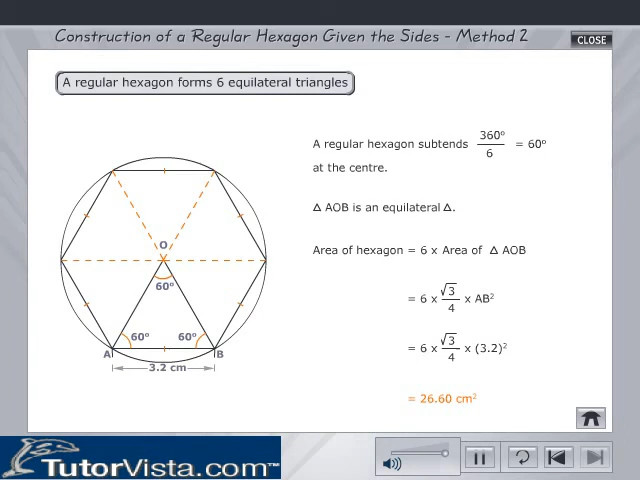 Construction of a Regular Hexagon Given the Sides - Method 2
CLOSE
A regular hexagon forms 6 equilateral triangles
A regular hexagon subtends 360°/6 = 60°
at the centre.
Δ AOB is an equilateral Δ.
Area of hexagon = 6 x Area of Δ AOB
= 6 x √3/4 x AB²
= 6 x √3/4 x (3.2)²
= 26.60 cm²
O
60°
60°
60°
A
B
3.2 cm
TutorVista.com™